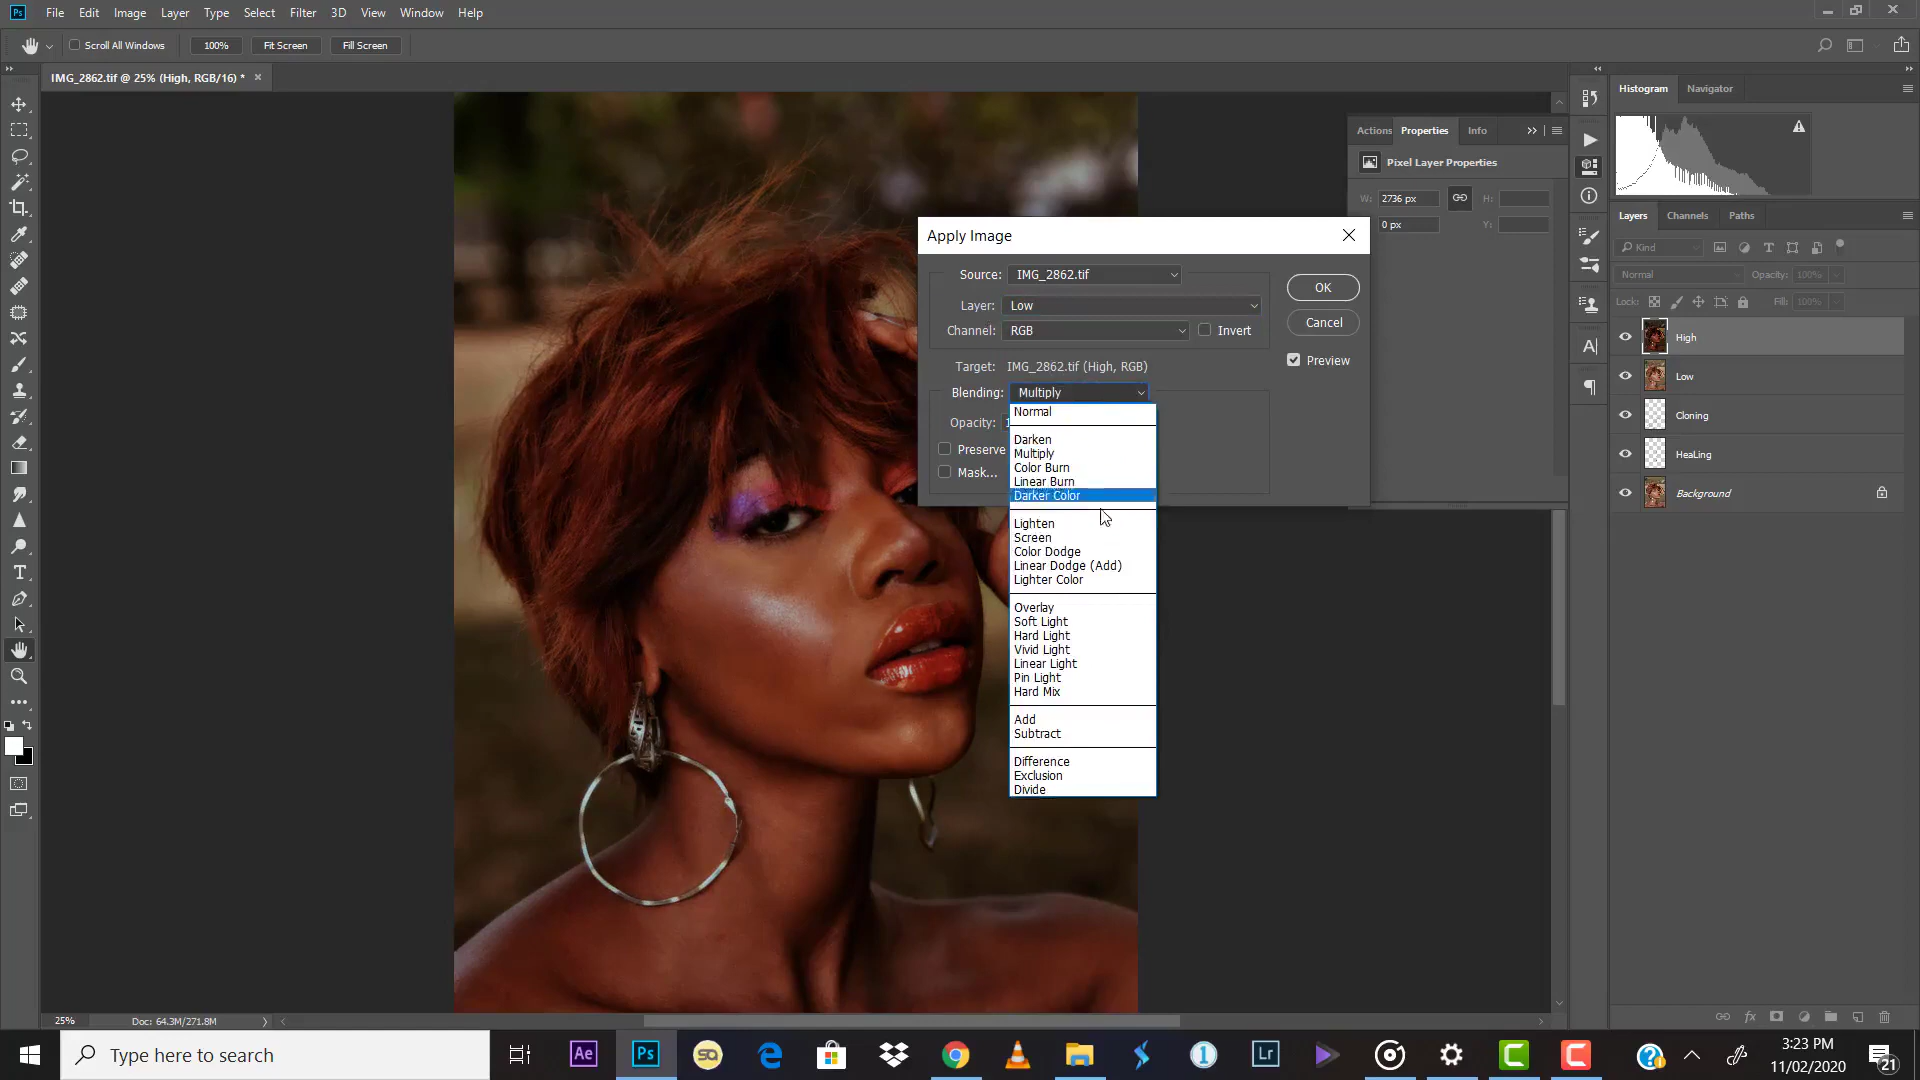 Ps File Edit Image Layer Type Select Filter 3D View Window Help
Scroll All Windows 100% Fit Screen Fill Screen
IMG_2862.tif @ 25% (High, RGB/16) * ×
Histogram Navigator
Actions Properties Info
Pixel Layer Properties
W: 2736 px H:
0 px Y:
Layers Channels Paths
Kind
Normal Opacity: 100%
Lock: Fill: 100%
High
Low
Cloning
HeaLing
Background
Apply Image
Source: IMG_2862.tif
Layer: Low
Channel: RGB Invert
Target: IMG_2862.tif (High, RGB)
Blending: Multiply
Opacity:
Preserve
Mask...
OK
Cancel
Preview
Normal
Darken
Multiply
Color Burn
Linear Burn
Darker Color
Lighten
Screen
Color Dodge
Linear Dodge (Add)
Lighter Color
Overlay
Soft Light
Hard Light
Vivid Light
Linear Light
Pin Light
Hard Mix
Add
Subtract
Difference
Exclusion
Divide
25% Doc: 64.3M/271.8M
Type here to search
Ae Ps Lr
3:23 PM
11/02/2020
21